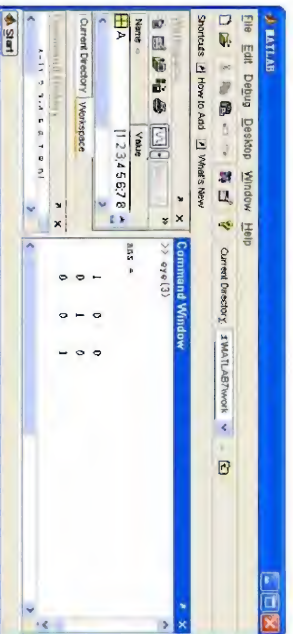 MATLAB
File Edit Debug Desktop Window Help
Current Directory: I:\MATLAB7\work
Shortcuts How to Add What's New
Name Value
A [1 2 3,4 5 6;7 8
Current Directory Workspace
Start
Command Window
>> eye(3)
ans =
1 0 0
0 1 0
0 0 1